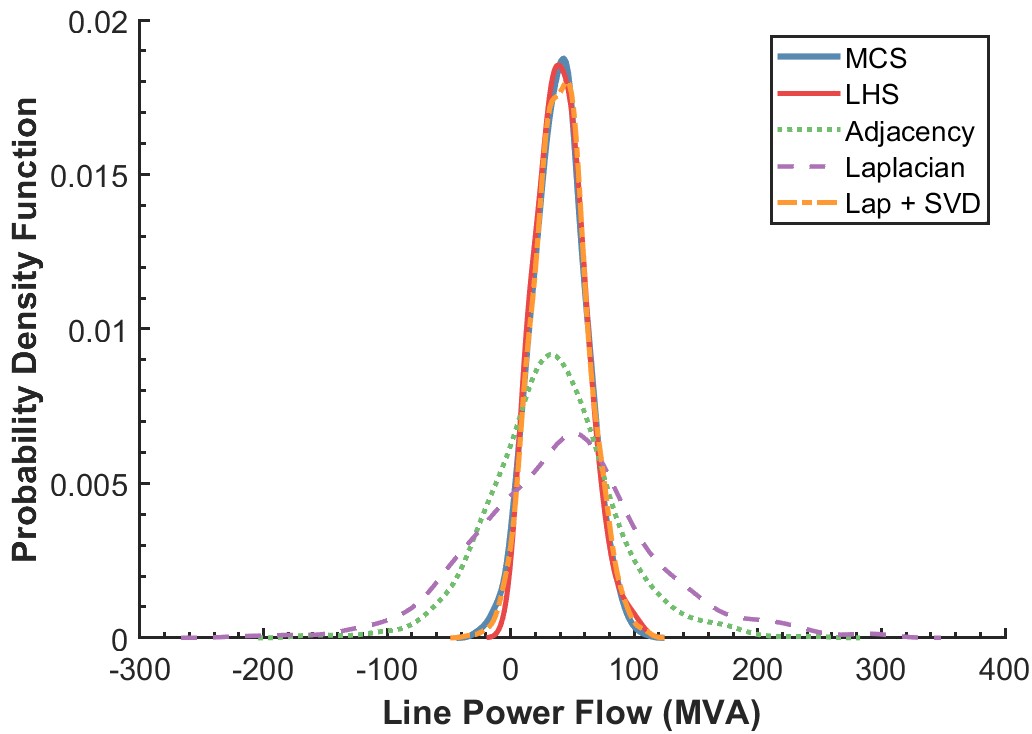 0.02
0.015
0.01
0.005
0
Probability Density Function
MCS
LHS
Adjacency
Laplacian
Lap + SVD
-300 -200 -100 0 100 200 300 400
Line Power Flow (MVA)